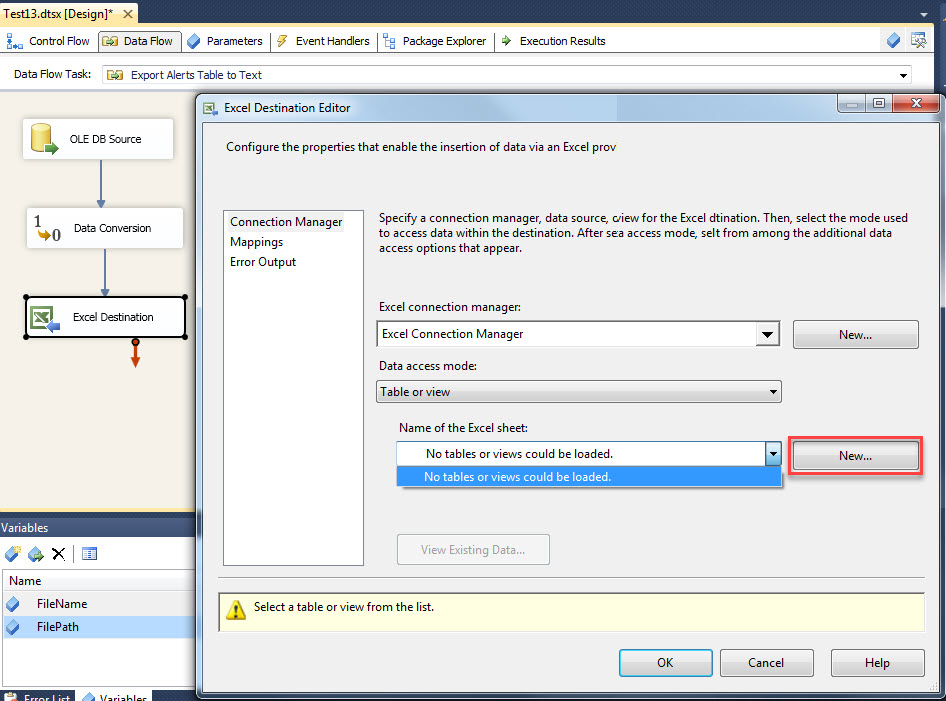 Test13.dtsx [Design]*
Control Flow
Data Flow
Parameters
Event Handlers
Package Explorer
Execution Results
Data Flow Task:
Export Alerts Table to Text
OLE DB Source
1
0
Data Conversion
Excel Destination
Excel Destination Editor
Configure the properties that enable the insertion of data via an Excel prov
Connection Manager
Mappings
Error Output
Specify a connection manager, data source, c/iew for the Excel dtination. Then, select the mode used
to access data within the destination. After sea access mode, selt from among the additional data
access options that appear.
Excel connection manager:
Excel Connection Manager
New...
Data access mode:
Table or view
Name of the Excel sheet:
No tables or views could be loaded.
New...
No tables or views could be loaded.
View Existing Data...
Select a table or view from the list.
OK
Cancel
Help
Variables
Name
FileName
FilePath
Error List
Variables